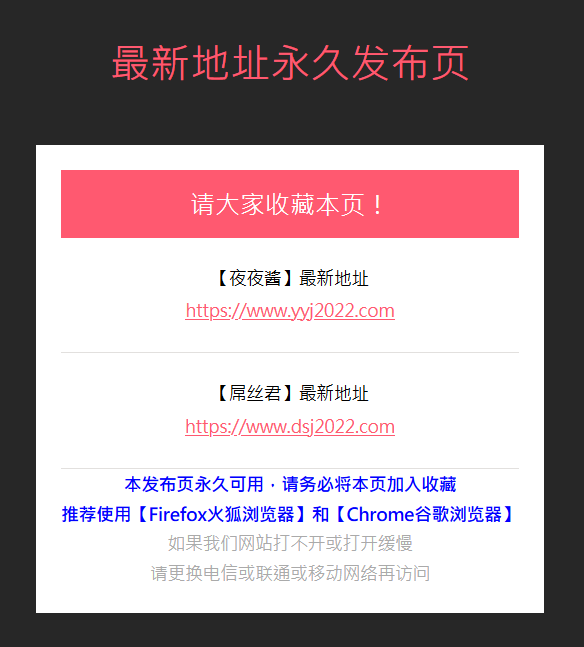 最新地址永久发布页
请大家收藏本页！
【夜夜酱】最新地址
https://www.yyj2022.com
【屌丝君】最新地址
https://www.dsj2022.com
本发布页永久可用，请务必将本页加入收藏
推荐使用【Firefox火狐浏览器】和【Chrome谷歌浏览器】
如果我们网站打不开或打开缓慢
请更换电信或联通或移动网络再访问